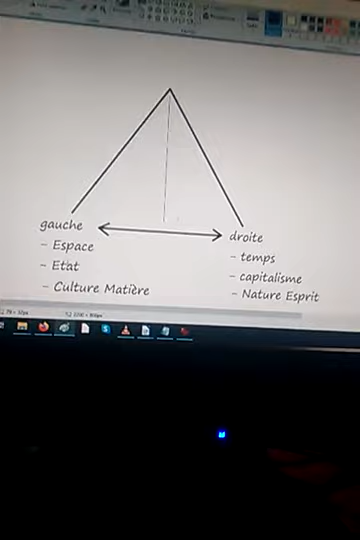 gauche
- Espace
- Etat
- Culture Matière
droite
- temps
- capitalisme
- Nature Esprit